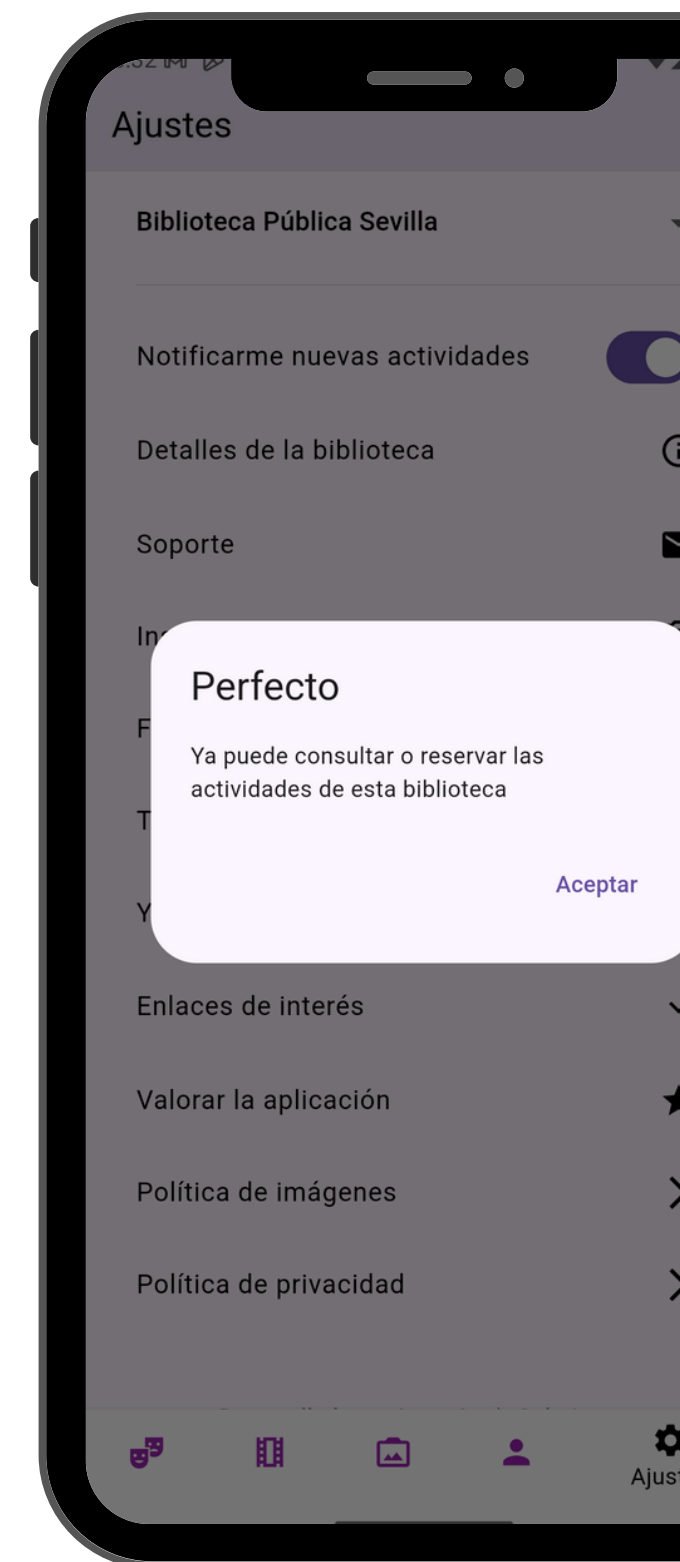 Ajustes
Biblioteca Pública Sevilla
Notificarme nuevas actividades
Detalles de la biblioteca
Soporte
Perfecto
Ya puede consultar o reservar las
actividades de esta biblioteca
Aceptar
Enlaces de interés
Valorar la aplicación
Política de imágenes
Política de privacidad